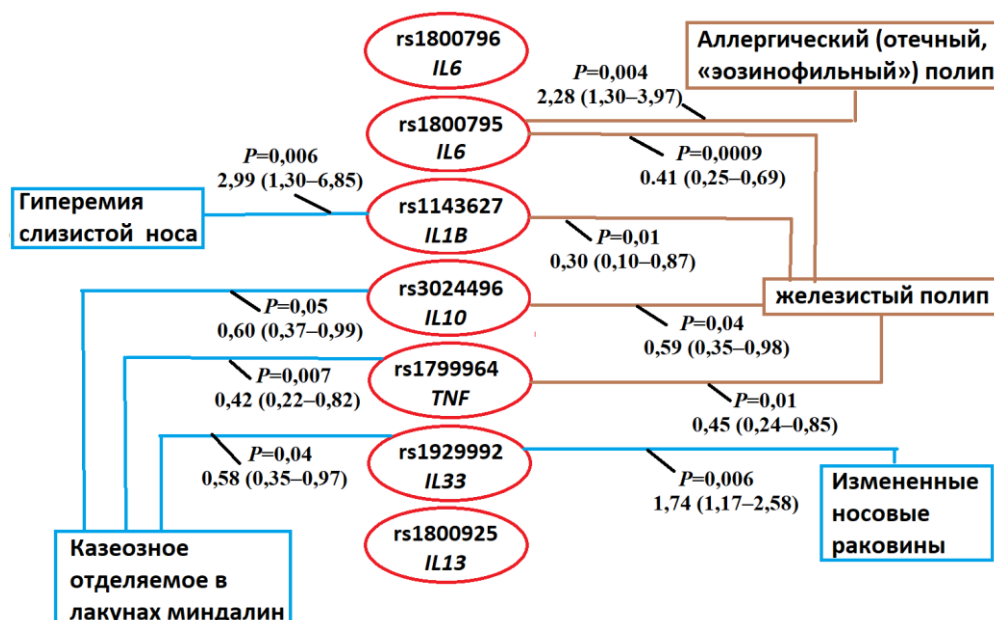 rs1800796
IL6
Аллергический (отечный,
«эозинофильный») полип
P=0,004
2,28 (1,30–3,97)
rs1800795
IL6
P=0,0009
0.41 (0,25–0,69)
P=0,006
2,99 (1,30–6,85)
Гиперемия
слизистой носа
rs1143627
IL1B
P=0,01
0,30 (0,10–0,87)
rs3024496
IL10
железистый полип
P=0,05
0,60 (0,37–0,99)
P=0,04
0,59 (0,35–0,98)
rs1799964
TNF
P=0,007
0,42 (0,22–0,82)
P=0,01
0,45 (0,24–0,85)
rs1929992
IL33
P=0,04
0,58 (0,35–0,97)
P=0,006
1,74 (1,17–2,58)
Измененные
носовые
раковины
rs1800925
IL13
Казеозное
отделяемое в
лакунах миндалин